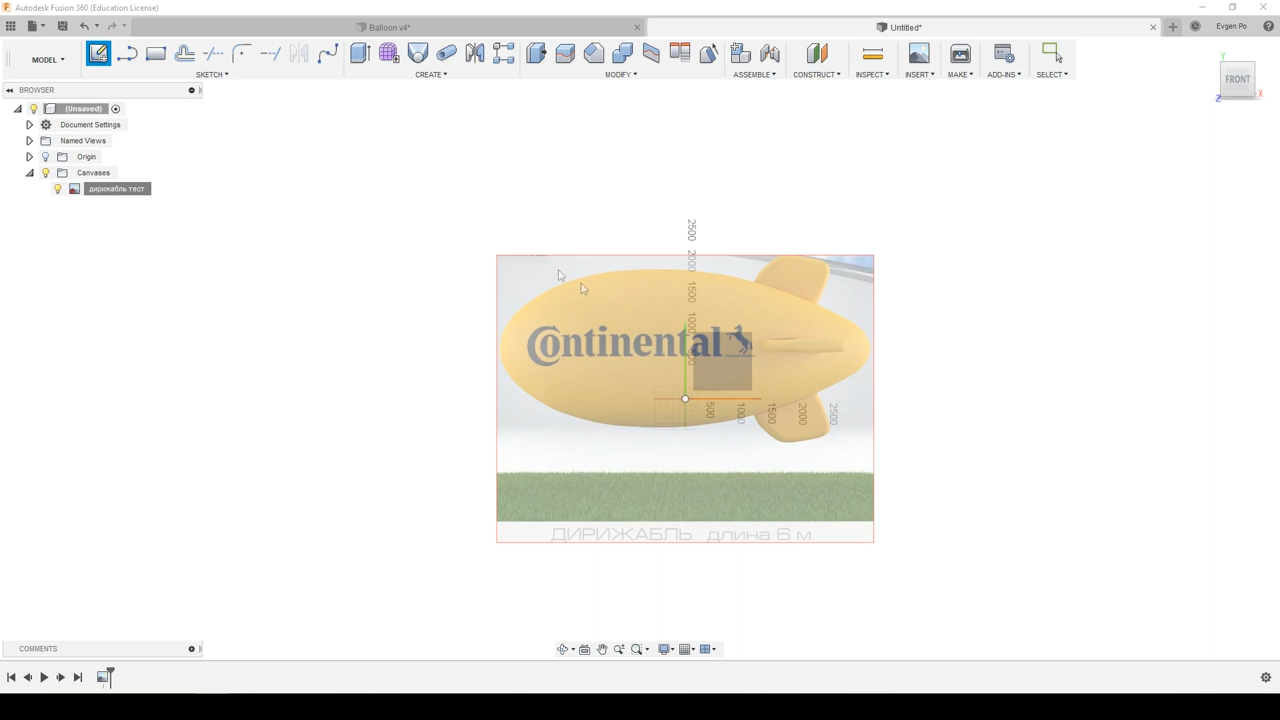 Autodesk Fusion 360 (Education License)
Balloon v4*
Untitled*
Evgen Po
MODEL
SKETCH
CREATE
MODIFY
ASSEMBLE
CONSTRUCT
INSPECT
INSERT
MAKE
ADD-INS
SELECT
BROWSER
(Unsaved)
Document Settings
Named Views
Origin
Canvases
дирижабль тест
Y
FRONT
X
Z
2500
2000
1500
1000
500
1000
1500
2000
2500
Continental
ДИРИЖАБЛЬ, длина 6 м.
COMMENTS